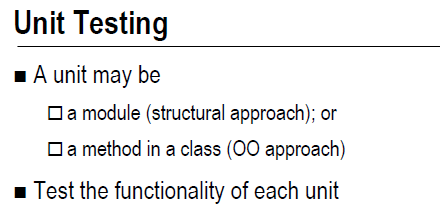 Unit Testing
■ A unit may be
□ a module (structural approach); or
□ a method in a class (OO approach)
■ Test the functionality of each unit